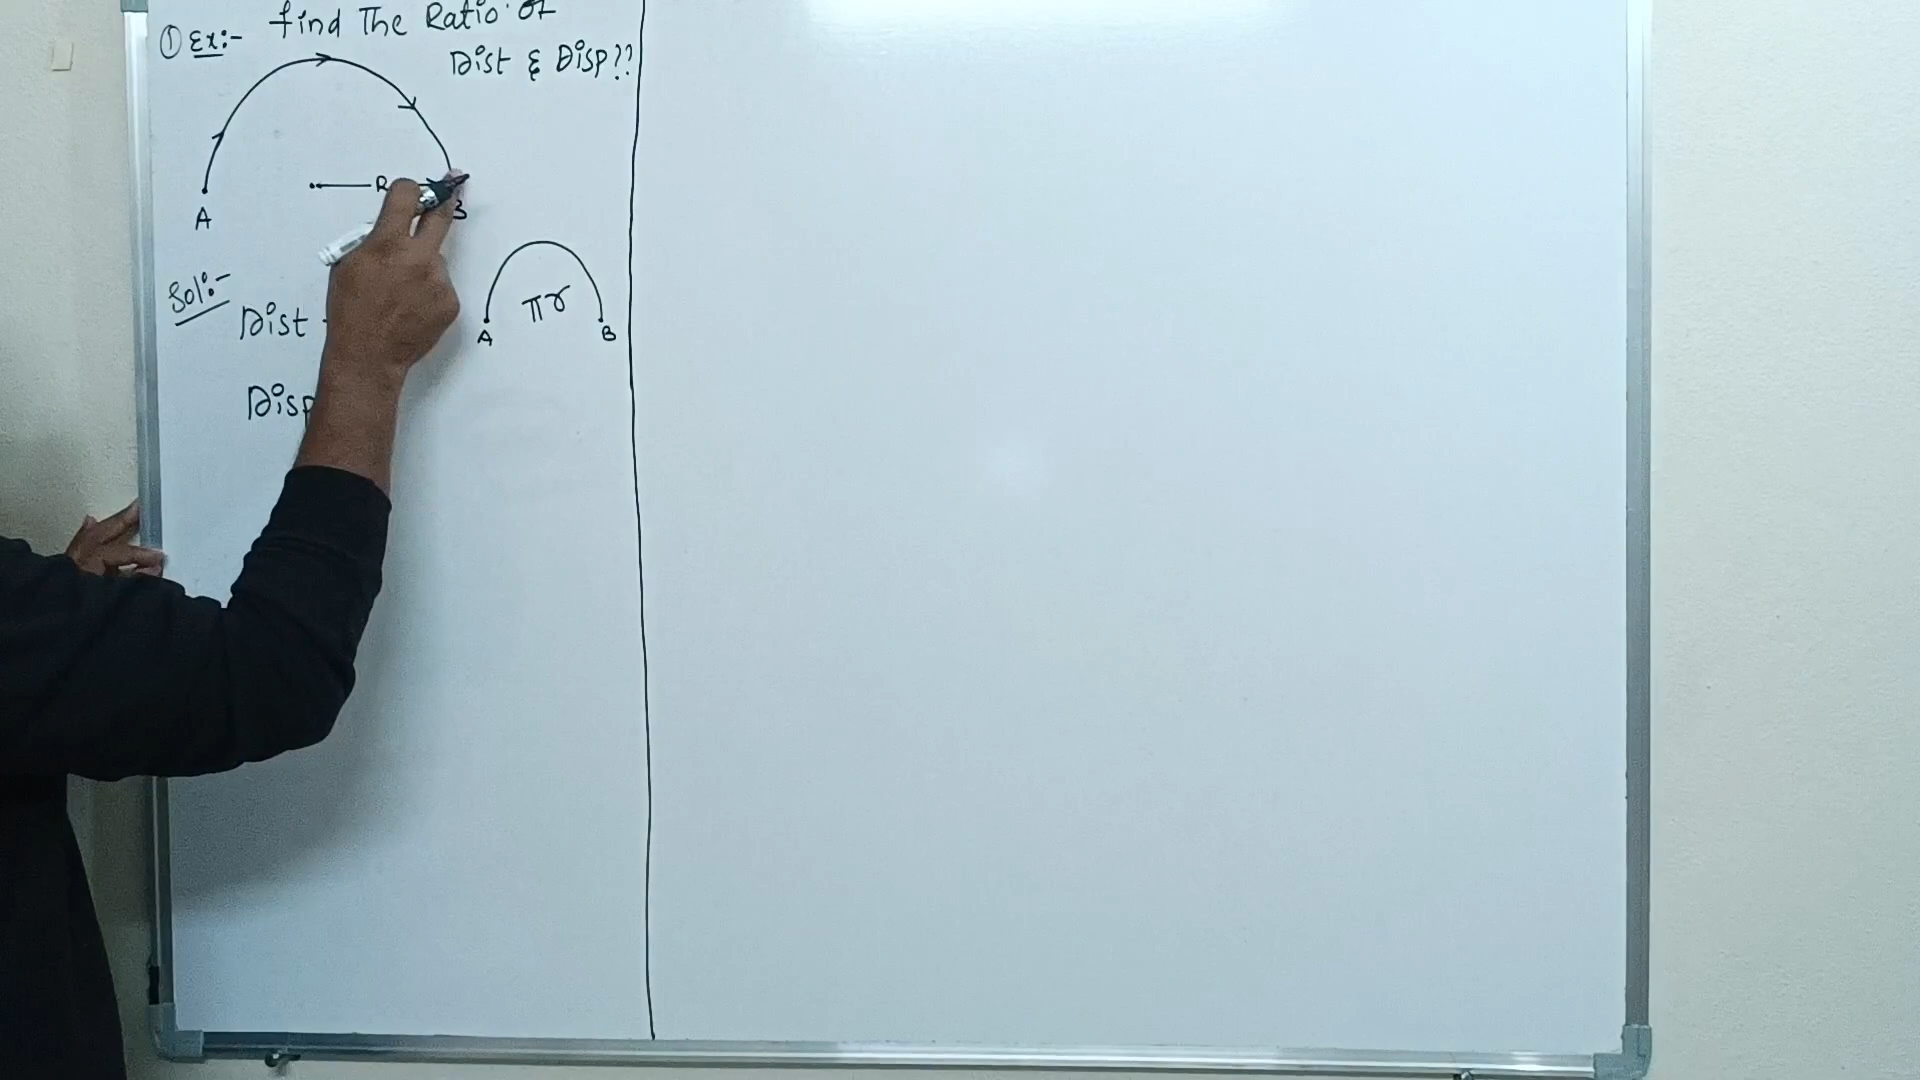 ① Ex:- find The Ratio of
Dist & Disp??
R
A
B
Sol:-
Dist
πr
A
B
Disp